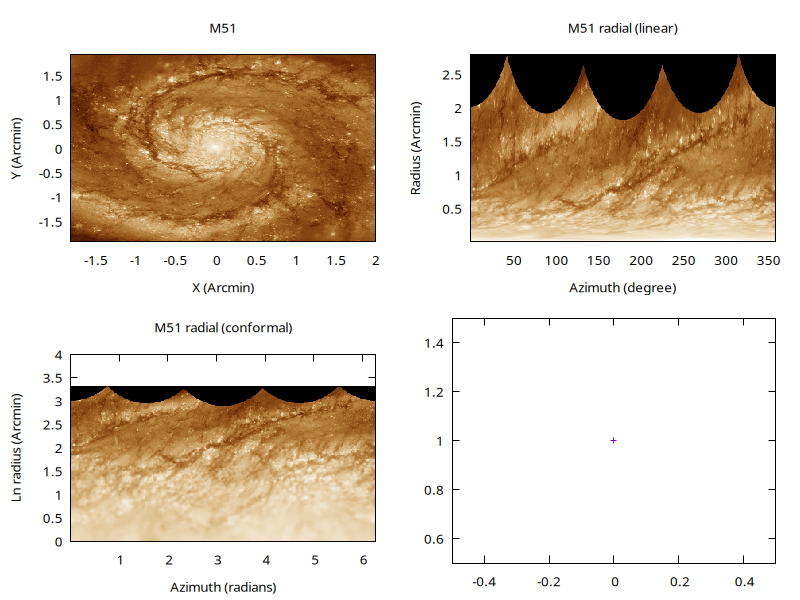 M51
Y (Arcmin)
1.5
1
0.5
0
-0.5
-1
-1.5
-1.5 -1 -0.5 0 0.5 1 1.5 2
X (Arcmin)
M51 radial (linear)
Radius (Arcmin)
2.5
2
1.5
1
0.5
50 100 150 200 250 300 350
Azimuth (degree)
M51 radial (conformal)
Ln radius (Arcmin)
4
3.5
3
2.5
2
1.5
1
0.5
0
1 2 3 4 5 6
Azimuth (radians)
1.4
1.2
1
0.8
0.6
-0.4 -0.2 0 0.2 0.4